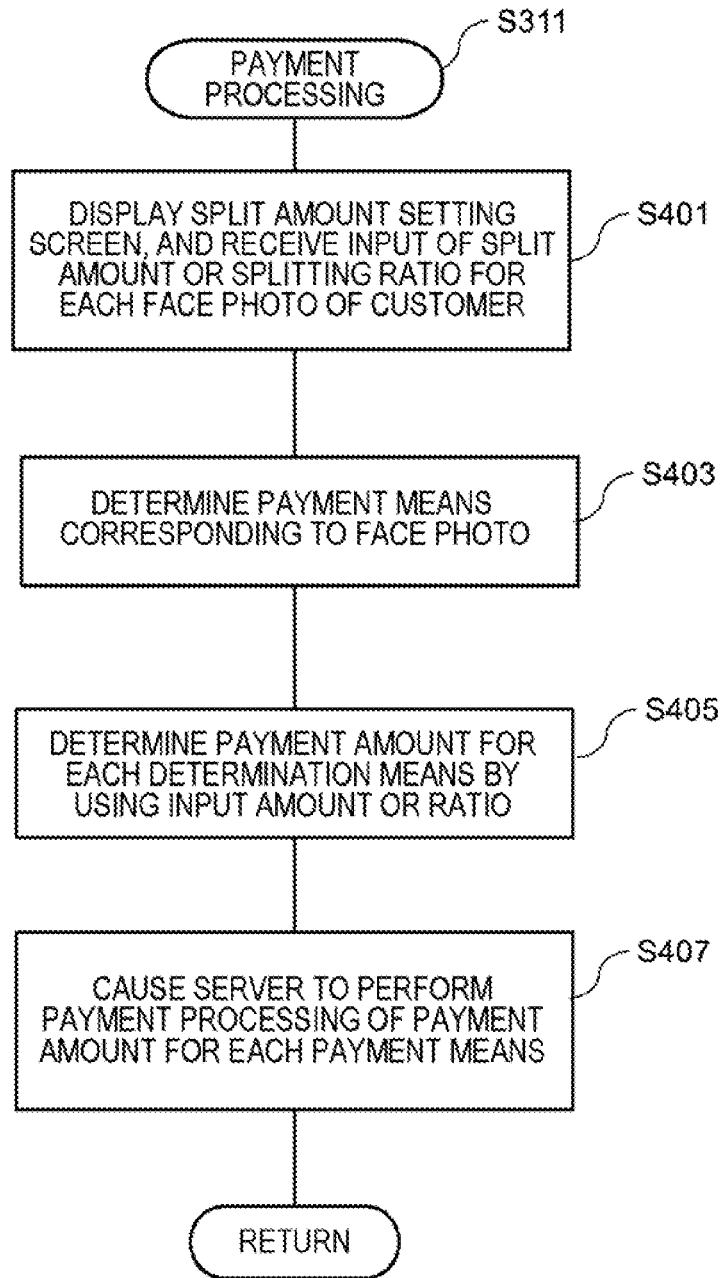 S311
PAYMENT
PROCESSING
DISPLAY SPLIT AMOUNT SETTING
SCREEN, AND RECEIVE INPUT OF SPLIT
AMOUNT OR SPLITTING RATIO FOR
EACH FACE PHOTO OF CUSTOMER
S401
DETERMINE PAYMENT MEANS
CORRESPONDING TO FACE PHOTO
S403
DETERMINE PAYMENT AMOUNT FOR
EACH DETERMINATION MEANS BY
USING INPUT AMOUNT OR RATIO
S405
CAUSE SERVER TO PERFORM
PAYMENT PROCESSING OF PAYMENT
AMOUNT FOR EACH PAYMENT MEANS
S407
RETURN